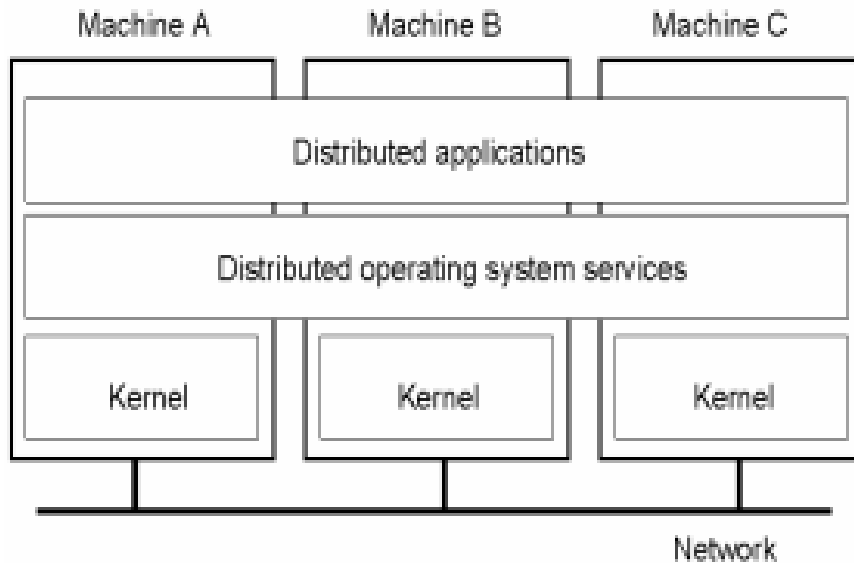 Machine A
Machine B
Machine C
Distributed applications
Distributed operating system services
Kernel
Kernel
Kernel
Network